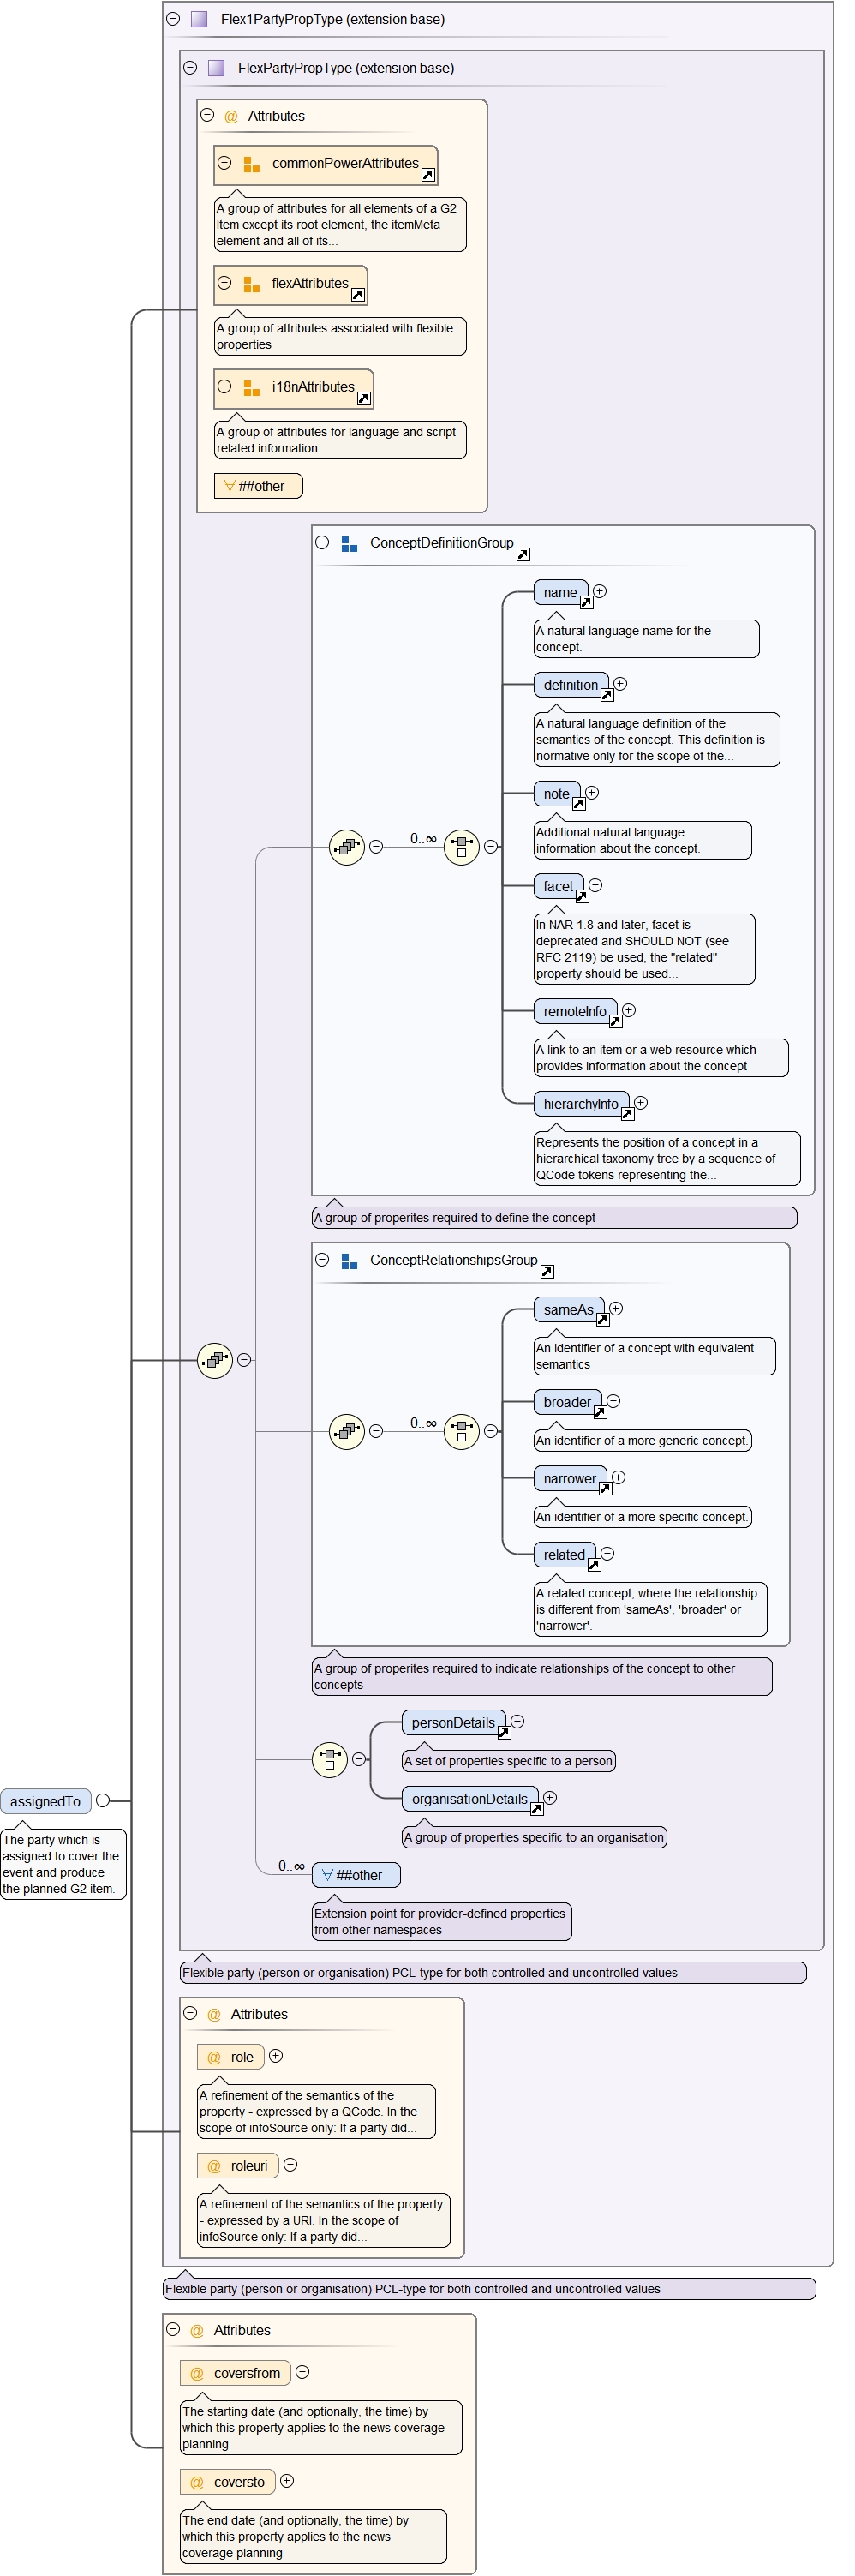 Flex1PartyPropType (extension base)
FlexPartyPropType (extension base)
@ Attributes
commonPowerAttributes
A group of attributes for all elements of a G2
Item except its root element, the itemMeta
element and all of its...
flexAttributes
A group of attributes associated with flexible
properties
i18nAttributes
A group of attributes for language and script
related information
##other
ConceptDefinitionGroup
name
A natural language name for the
concept.
definition
A natural language definition of the
semantics of the concept. This definition is
normative only for the scope of the...
note
0..∞
Additional natural language
information about the concept.
facet
In NAR 1.8 and later, facet is
deprecated and SHOULD NOT (see
RFC 2119) be used, the "related"
property should be used...
remoteInfo
A link to an item or a web resource which
provides information about the concept
hierarchyInfo
Represents the position of a concept in a
hierarchical taxonomy tree by a sequence of
QCode tokens representing the...
A group of properites required to define the concept
ConceptRelationshipsGroup
sameAs
An identifier of a concept with equivalent
semantics
broader
0..∞
An identifier of a more generic concept.
narrower
An identifier of a more specific concept.
related
A related concept, where the relationship
is different from 'sameAs', 'broader' or
'narrower'.
A group of properites required to indicate relationships of the concept to other
concepts
personDetails
A set of properties specific to a person
organisationDetails
A group of properties specific to an organisation
assignedTo
The party which is
assigned to cover the
event and produce
the planned G2 item.
0..∞
##other
Extension point for provider-defined properties
from other namespaces
Flexible party (person or organisation) PCL-type for both controlled and uncontrolled values
@ Attributes
@ role
A refinement of the semantics of the
property - expressed by a QCode. In the
scope of infoSource only: If a party did...
@ roleuri
A refinement of the semantics of the property
- expressed by a URI. In the scope of
infoSource only: If a party did...
Flexible party (person or organisation) PCL-type for both controlled and uncontrolled values
@ Attributes
@ coversfrom
The starting date (and optionally, the time) by
which this property applies to the news coverage
planning
@ coversto
The end date (and optionally, the time) by
which this property applies to the news
coverage planning